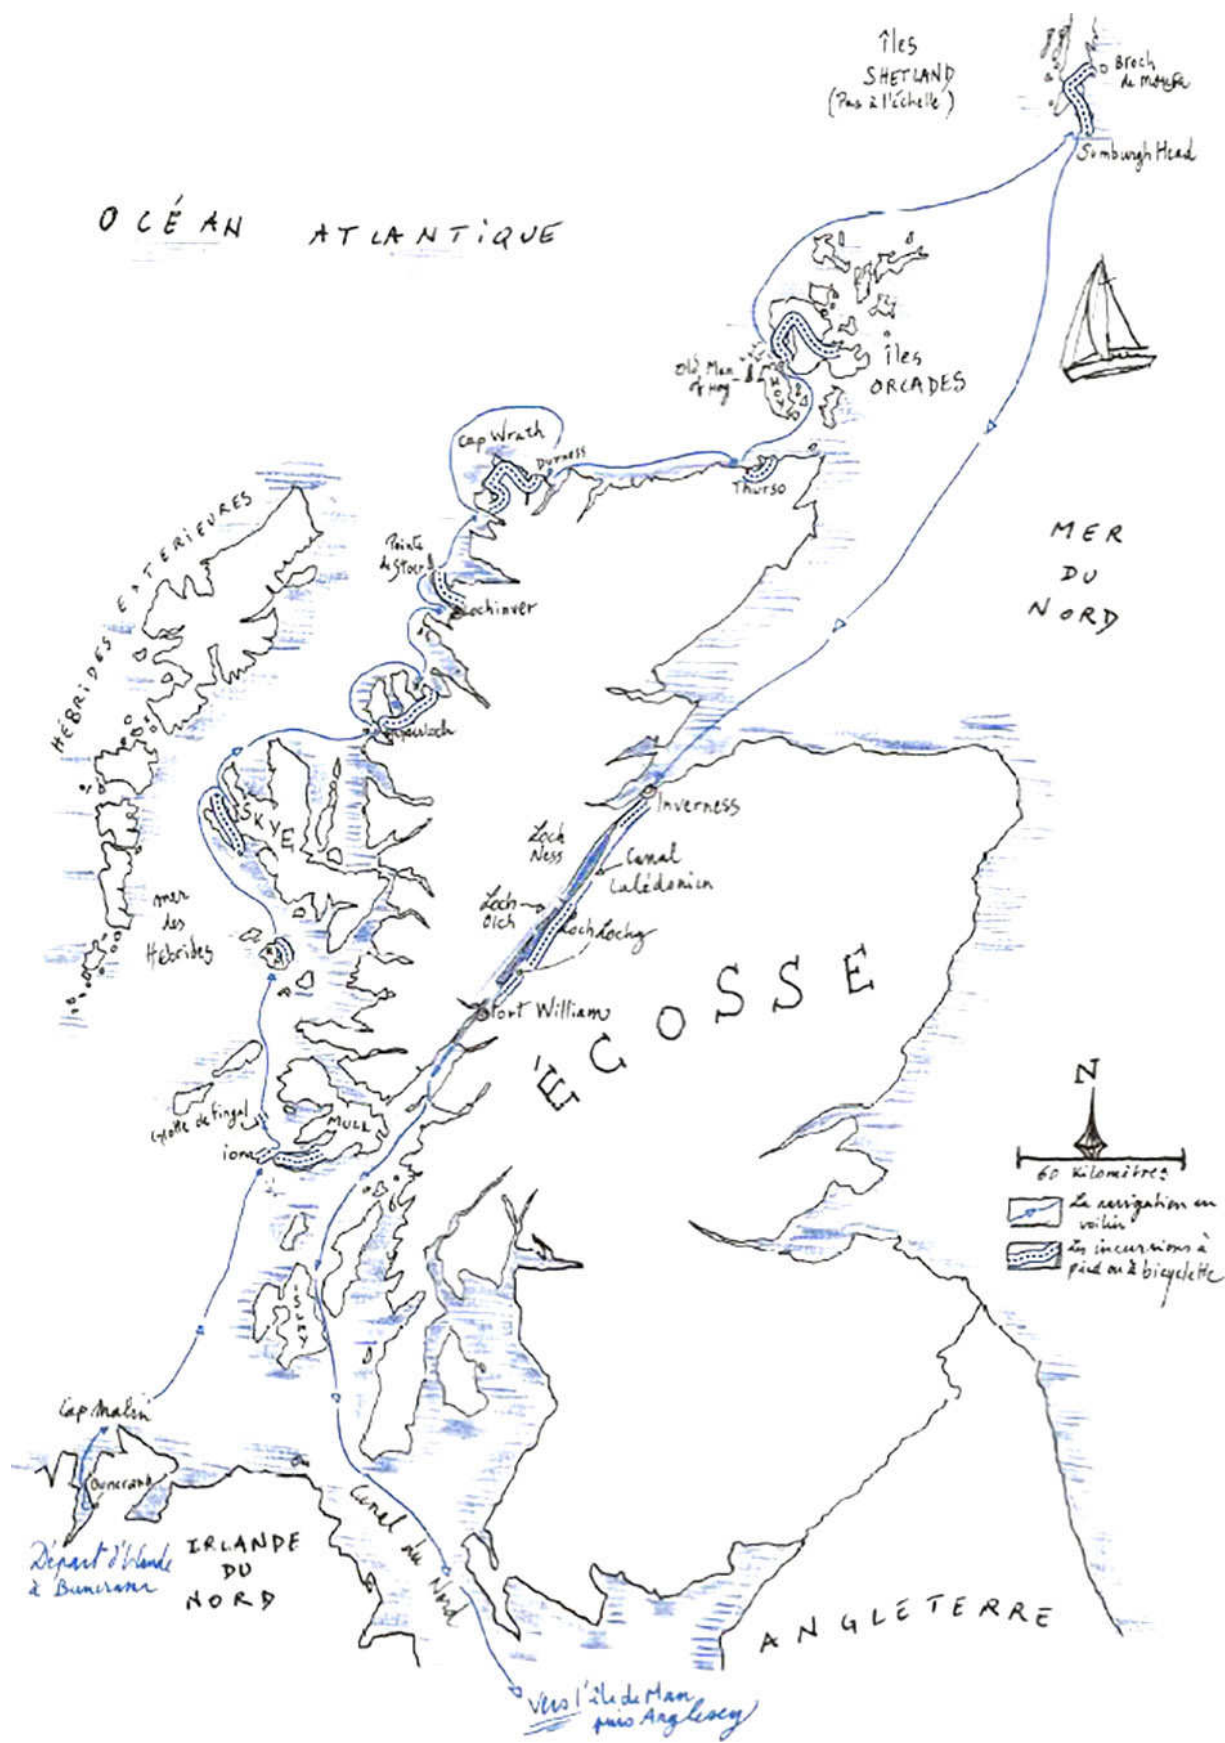 Îles
SHETLAND
(Pas à l'échelle)
Broch
de Mousa
Sumburgh Head
OCÉAN ATLANTIQUE
Old Man
of Hoy
HOY
Îles
ORCADES
Cap Wrath
Durness
Thurso
HÉBRIDES EXTERIEURES
MER
DU
NORD
Pointe
de Stoer
Lochinver
Gairloch
SKYE
Inverness
Loch
Ness
Canal
Calédonien
Loch
Oich
Loch Lochy
mer
des
Hébrides
Fort William
ÉCOSSE
N
60 Kilomètres
La navigation en
voilier
Les incursions à
pied ou à bicyclette
Grotte de Fingal
MULL
iona
ISLAY
Cap Malin
Buncrana
Départ d'Irlande
à Buncrana
IRLANDE
DU
NORD
Canal du Nord
ANGLETERRE
Vers l'île de Man
puis Anglesey